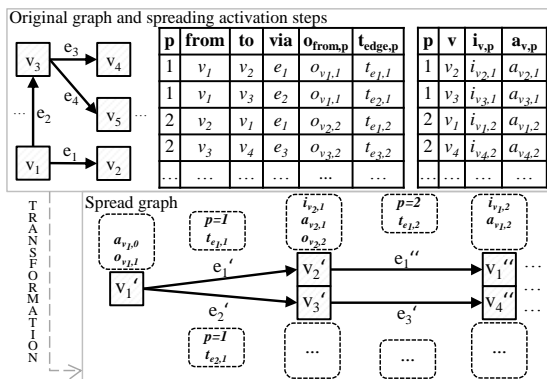 Original graph and spreading activation steps
v3 e3 v4
e4
... e2 v5 ...
v1 e1 v2
p from to via o_from,p t_edge,p
1 v1 v2 e1 o_v1,1 t_e1,1
1 v1 v3 e2 o_v1,1 t_e2,1
2 v2 v1 e1 o_v2,2 t_e1,2
2 v3 v4 e3 o_v3,2 t_e3,2
... ... ... ... ... ...
p v i_v,p a_v,p
1 v2 i_v2,1 a_v2,1
1 v3 i_v3,1 a_v3,1
2 v1 i_v1,2 a_v1,2
2 v4 i_v4,2 a_v4,2
... ... ... ...
TRANSFORMATION
Spread graph
a_v1,0
o_v1,1
p=1
t_e1,1
i_v2,1
a_v2,1
o_v2,2
p=2
t_e1,2
i_v1,2
a_v1,2
v1' e1' v2' e1'' v1'' ...
e2' v3' e3' v4'' ...
p=1
t_e2,1
...
...
...